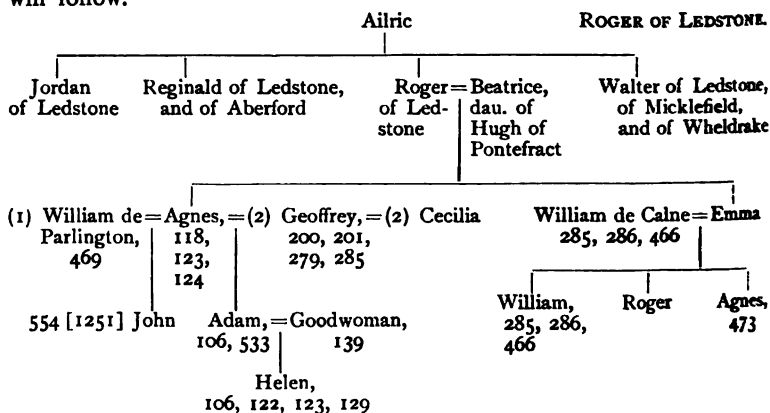 will follow.
Ailric
ROGER OF LEDSTONE.
Jordan
of Ledstone
Reginald of Ledstone,
and of Aberford
Roger=Beatrice,
of Led- dau. of
stone Hugh of
Pontefract
Walter of Ledstone,
of Micklefield,
and of Wheldrake
(1) William de=Agnes,=(2) Geoffrey,=(2) Cecilia
Parlington, 118, 200, 201,
469 123, 279, 285
124
William de Calne=Emma
285, 286, 466
554 [1251] John
Adam,=Goodwoman,
106, 533 139
William,
285, 286,
466
Roger
Agnes,
473
Helen,
106, 122, 123, 129